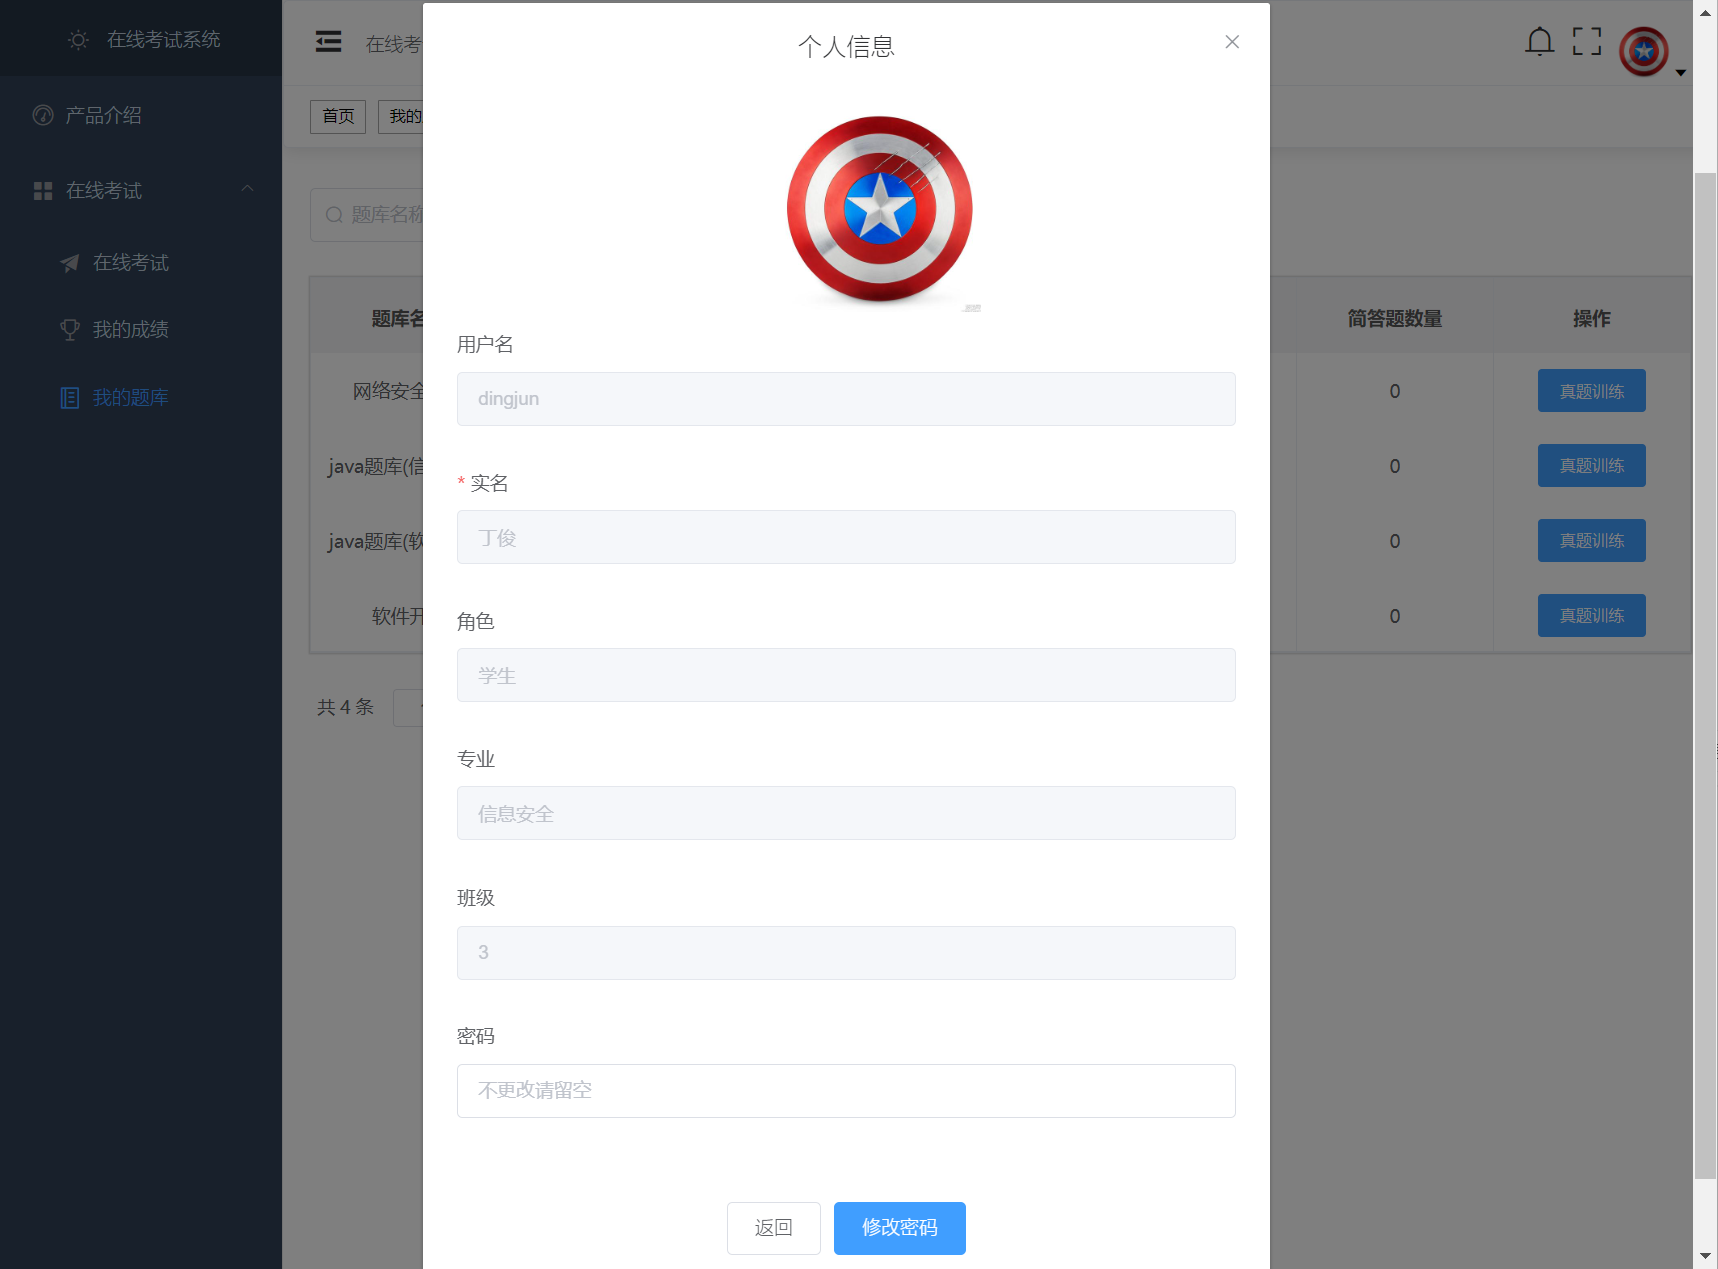 在线考试系统
产品介绍
在线考试
在线考试
我的成绩
我的题库
在线考
首页
我的
题库名称
题库名
简答题数量
操作
网络安全
0
真题训练
java题库(信
0
真题训练
java题库(软
0
真题训练
软件开
0
真题训练
共 4 条
个人信息
用户名
dingjun
* 实名
丁俊
角色
学生
专业
信息安全
班级
3
密码
不更改请留空
返回
修改密码